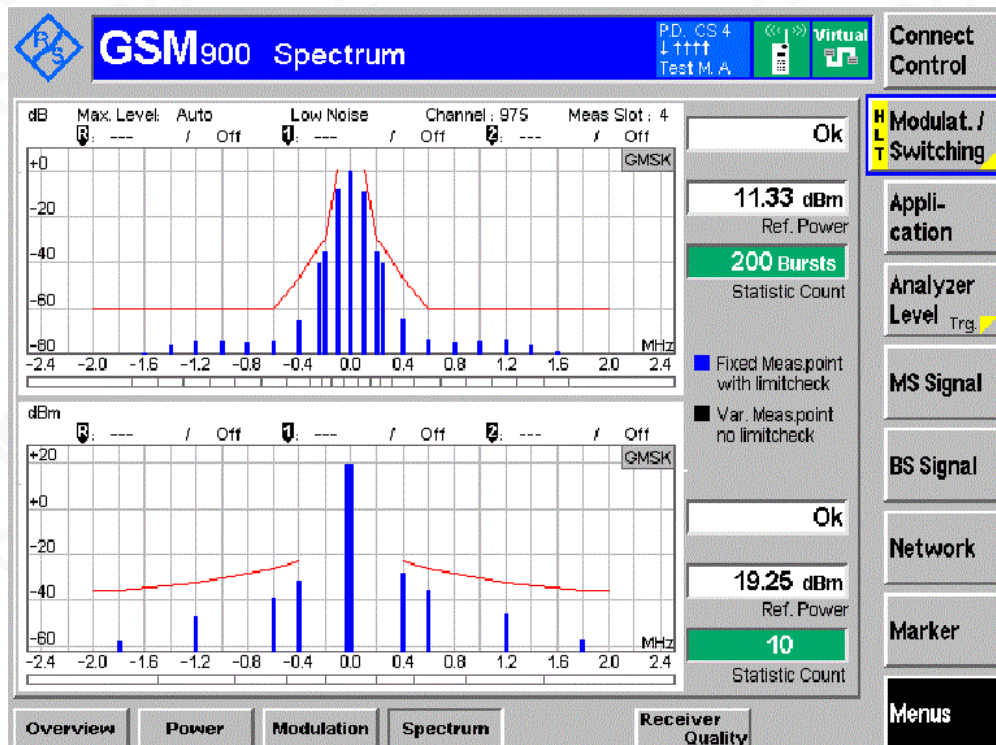 R S
GSM900 Spectrum
PD, CS 4
Test M. A.
Virtual
Connect Control
HLT
Modulat. / Switching
Appli-cation
Analyzer Level Trg.
MS Signal
BS Signal
Network
Marker
Menus
dB Max. Level: Auto Low Noise Channel : 975 Meas Slot : 4
R : --- / Off 1 : --- / Off 2 : --- / Off
GMSK
+0
-20
-40
-60
-80
MHz
-2.4 -2.0 -1.6 -1.2 -0.8 -0.4 0.0 0.4 0.8 1.2 1.6 2.0 2.4
Ok
11.33 dBm
Ref. Power
200 Bursts
Statistic Count
Fixed Meas.point
with limitcheck
Var. Meas.point
no limitcheck
dBm
R : --- / Off 1 : --- / Off 2 : --- / Off
GMSK
+20
+0
-20
-40
-60
MHz
-2.4 -2.0 -1.6 -1.2 -0.8 -0.4 0.0 0.4 0.8 1.2 1.6 2.0 2.4
Ok
19.25 dBm
Ref. Power
10
Statistic Count
Overview Power Modulation Spectrum Receiver Quality